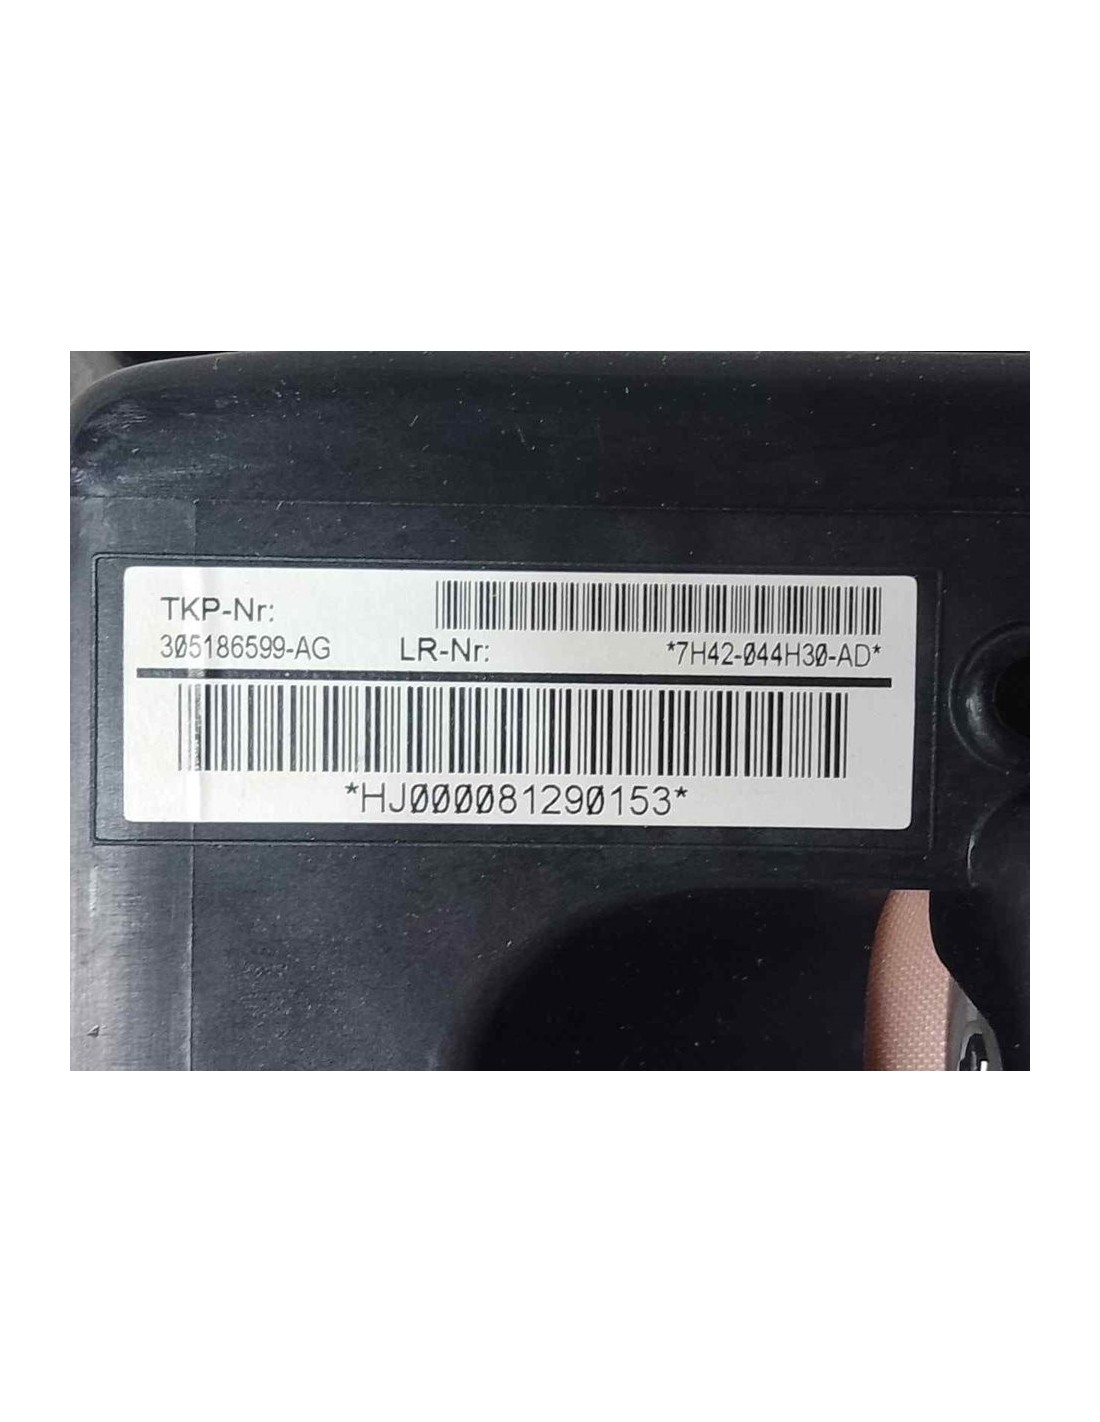 TKP-Nr:
305186599-AG LR-Nr: *7H42-044H30-AD*
*HJ000081290153*